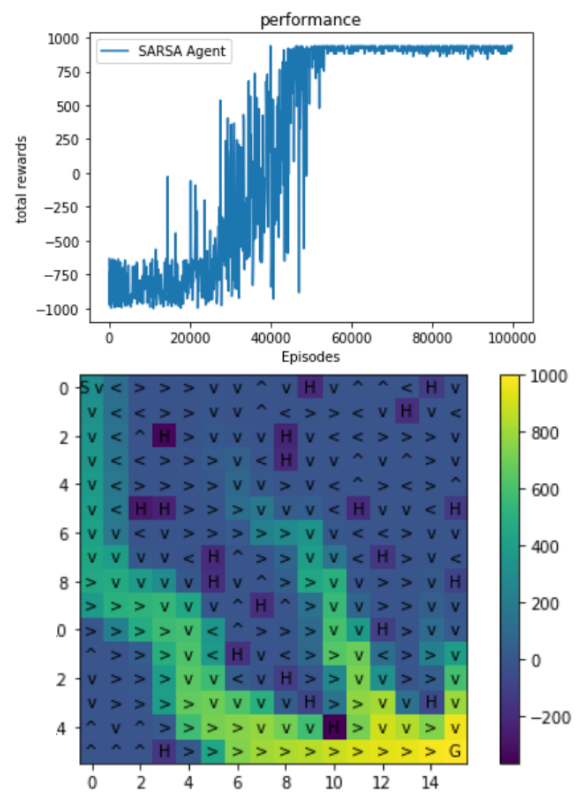 performance
1000
750
500
250
0
−250
−500
−750
−1000
total rewards
SARSA Agent
0 20000 40000 60000 80000 100000
Episodes
0 S v < > > > v v ^ v H v ^ ^ < H v
v < < > > v v ^ < > > < v H v <
2 v < ^ H > > v v H v < < > > > v
v < < > > > v < H v v ^ v ^ > v
4 v < < > > > v v > v < ^ > > > ^
v < H H > > > v v v < H v < v H
6 v v < > > > v > > v v < v > v <
v v v v < H ^ > > v v < H > v <
8 > v v v v H v ^ > > v v > > v H
> > > v v v ^ H ^ > v v > > > v
.0 > > > > v < ^ > > > v v H > v v
^ > > > v < H v < > > v < > > v
2 v > > > v v < v H > > v < > v v
v > > > v v v v v H > > v v H v
4 ^ v ^ > v > > v v v H > v v > v
^ ^ ^ H > > > > > > > > > > > G
0 2 4 6 8 10 12 14
1000
800
600
400
200
0
−200